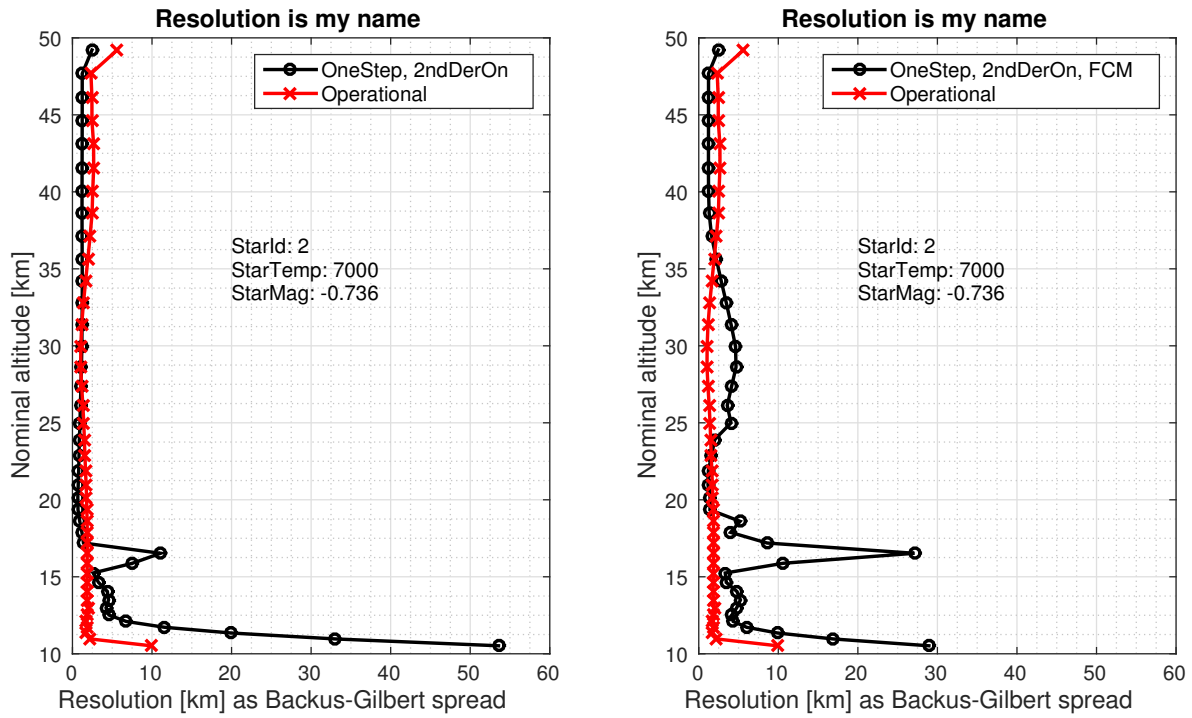 Resolution is my name
50
45
40
35
30
25
20
15
10
Nominal altitude [km]
OneStep, 2ndDerOn
Operational
StarId: 2
StarTemp: 7000
StarMag: -0.736
0
10
20
30
40
50
60
Resolution [km] as Backus-Gilbert spread
Resolution is my name
50
45
40
35
30
25
20
15
10
Nominal altitude [km]
OneStep, 2ndDerOn, FCM
Operational
StarId: 2
StarTemp: 7000
StarMag: -0.736
0
10
20
30
40
50
60
Resolution [km] as Backus-Gilbert spread